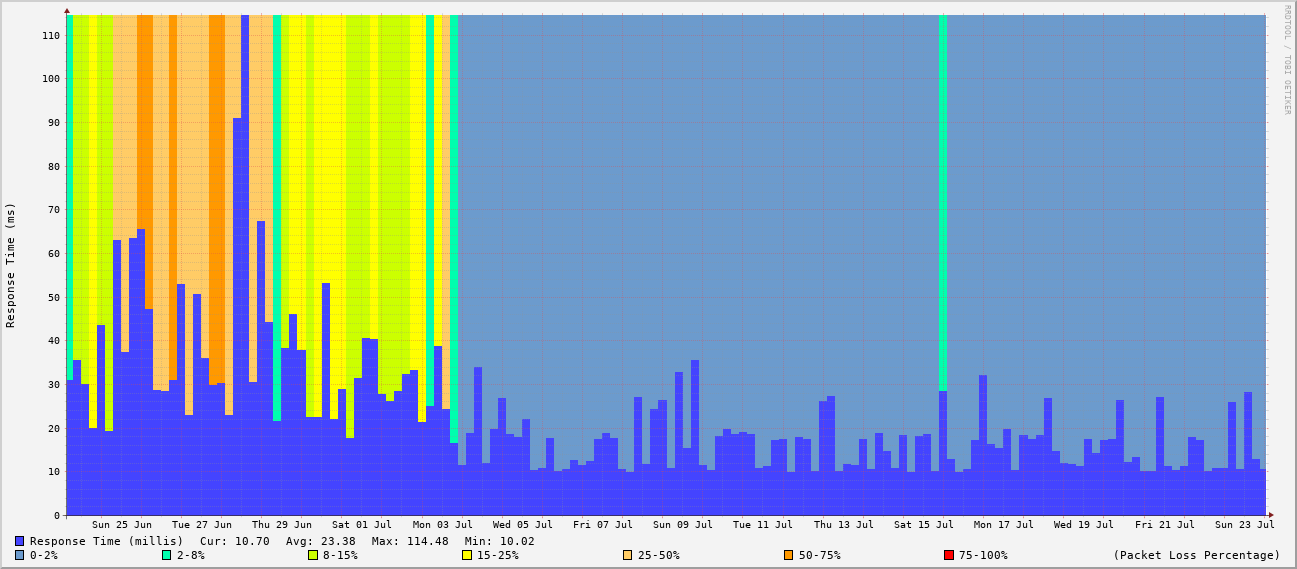 RRDTOOL / TOBI OETIKER
Response Time (ms)
110
100
90
80
70
60
50
40
30
20
10
0
Sun 25 Jun Tue 27 Jun Thu 29 Jun Sat 01 Jul Mon 03 Jul Wed 05 Jul Fri 07 Jul Sun 09 Jul Tue 11 Jul Thu 13 Jul Sat 15 Jul Mon 17 Jul Wed 19 Jul Fri 21 Jul Sun 23 Jul
Response Time (millis) Cur: 10.70 Avg: 23.38 Max: 114.48 Min: 10.02
0-2% 2-8% 8-15% 15-25% 25-50% 50-75% 75-100% (Packet Loss Percentage)